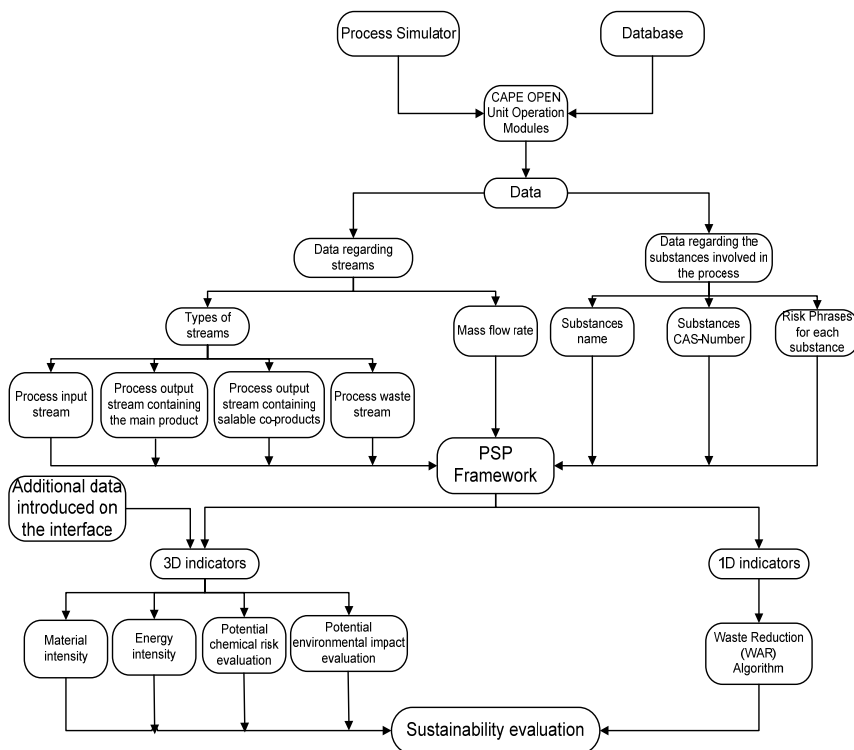 Process Simulator
Database
CAPE OPEN
Unit Operation
Modules
Data
Data regarding
streams
Data regarding the
substances involved in
the process
Types of
streams
Mass flow rate
Substances
name
Substances
CAS-Number
Risk Phrases
for each
substance
Process input
stream
Process output
stream containing
the main product
Process output
stream containing
salable co-products
Process waste
stream
PSP
Framework
Additional data
introduced on
the interface
3D indicators
1D indicators
Material
intensity
Energy
intensity
Potential
chemical risk
evaluation
Potential
environmental impact
evaluation
Waste Reduction
(WAR)
Algorithm
Sustainability evaluation